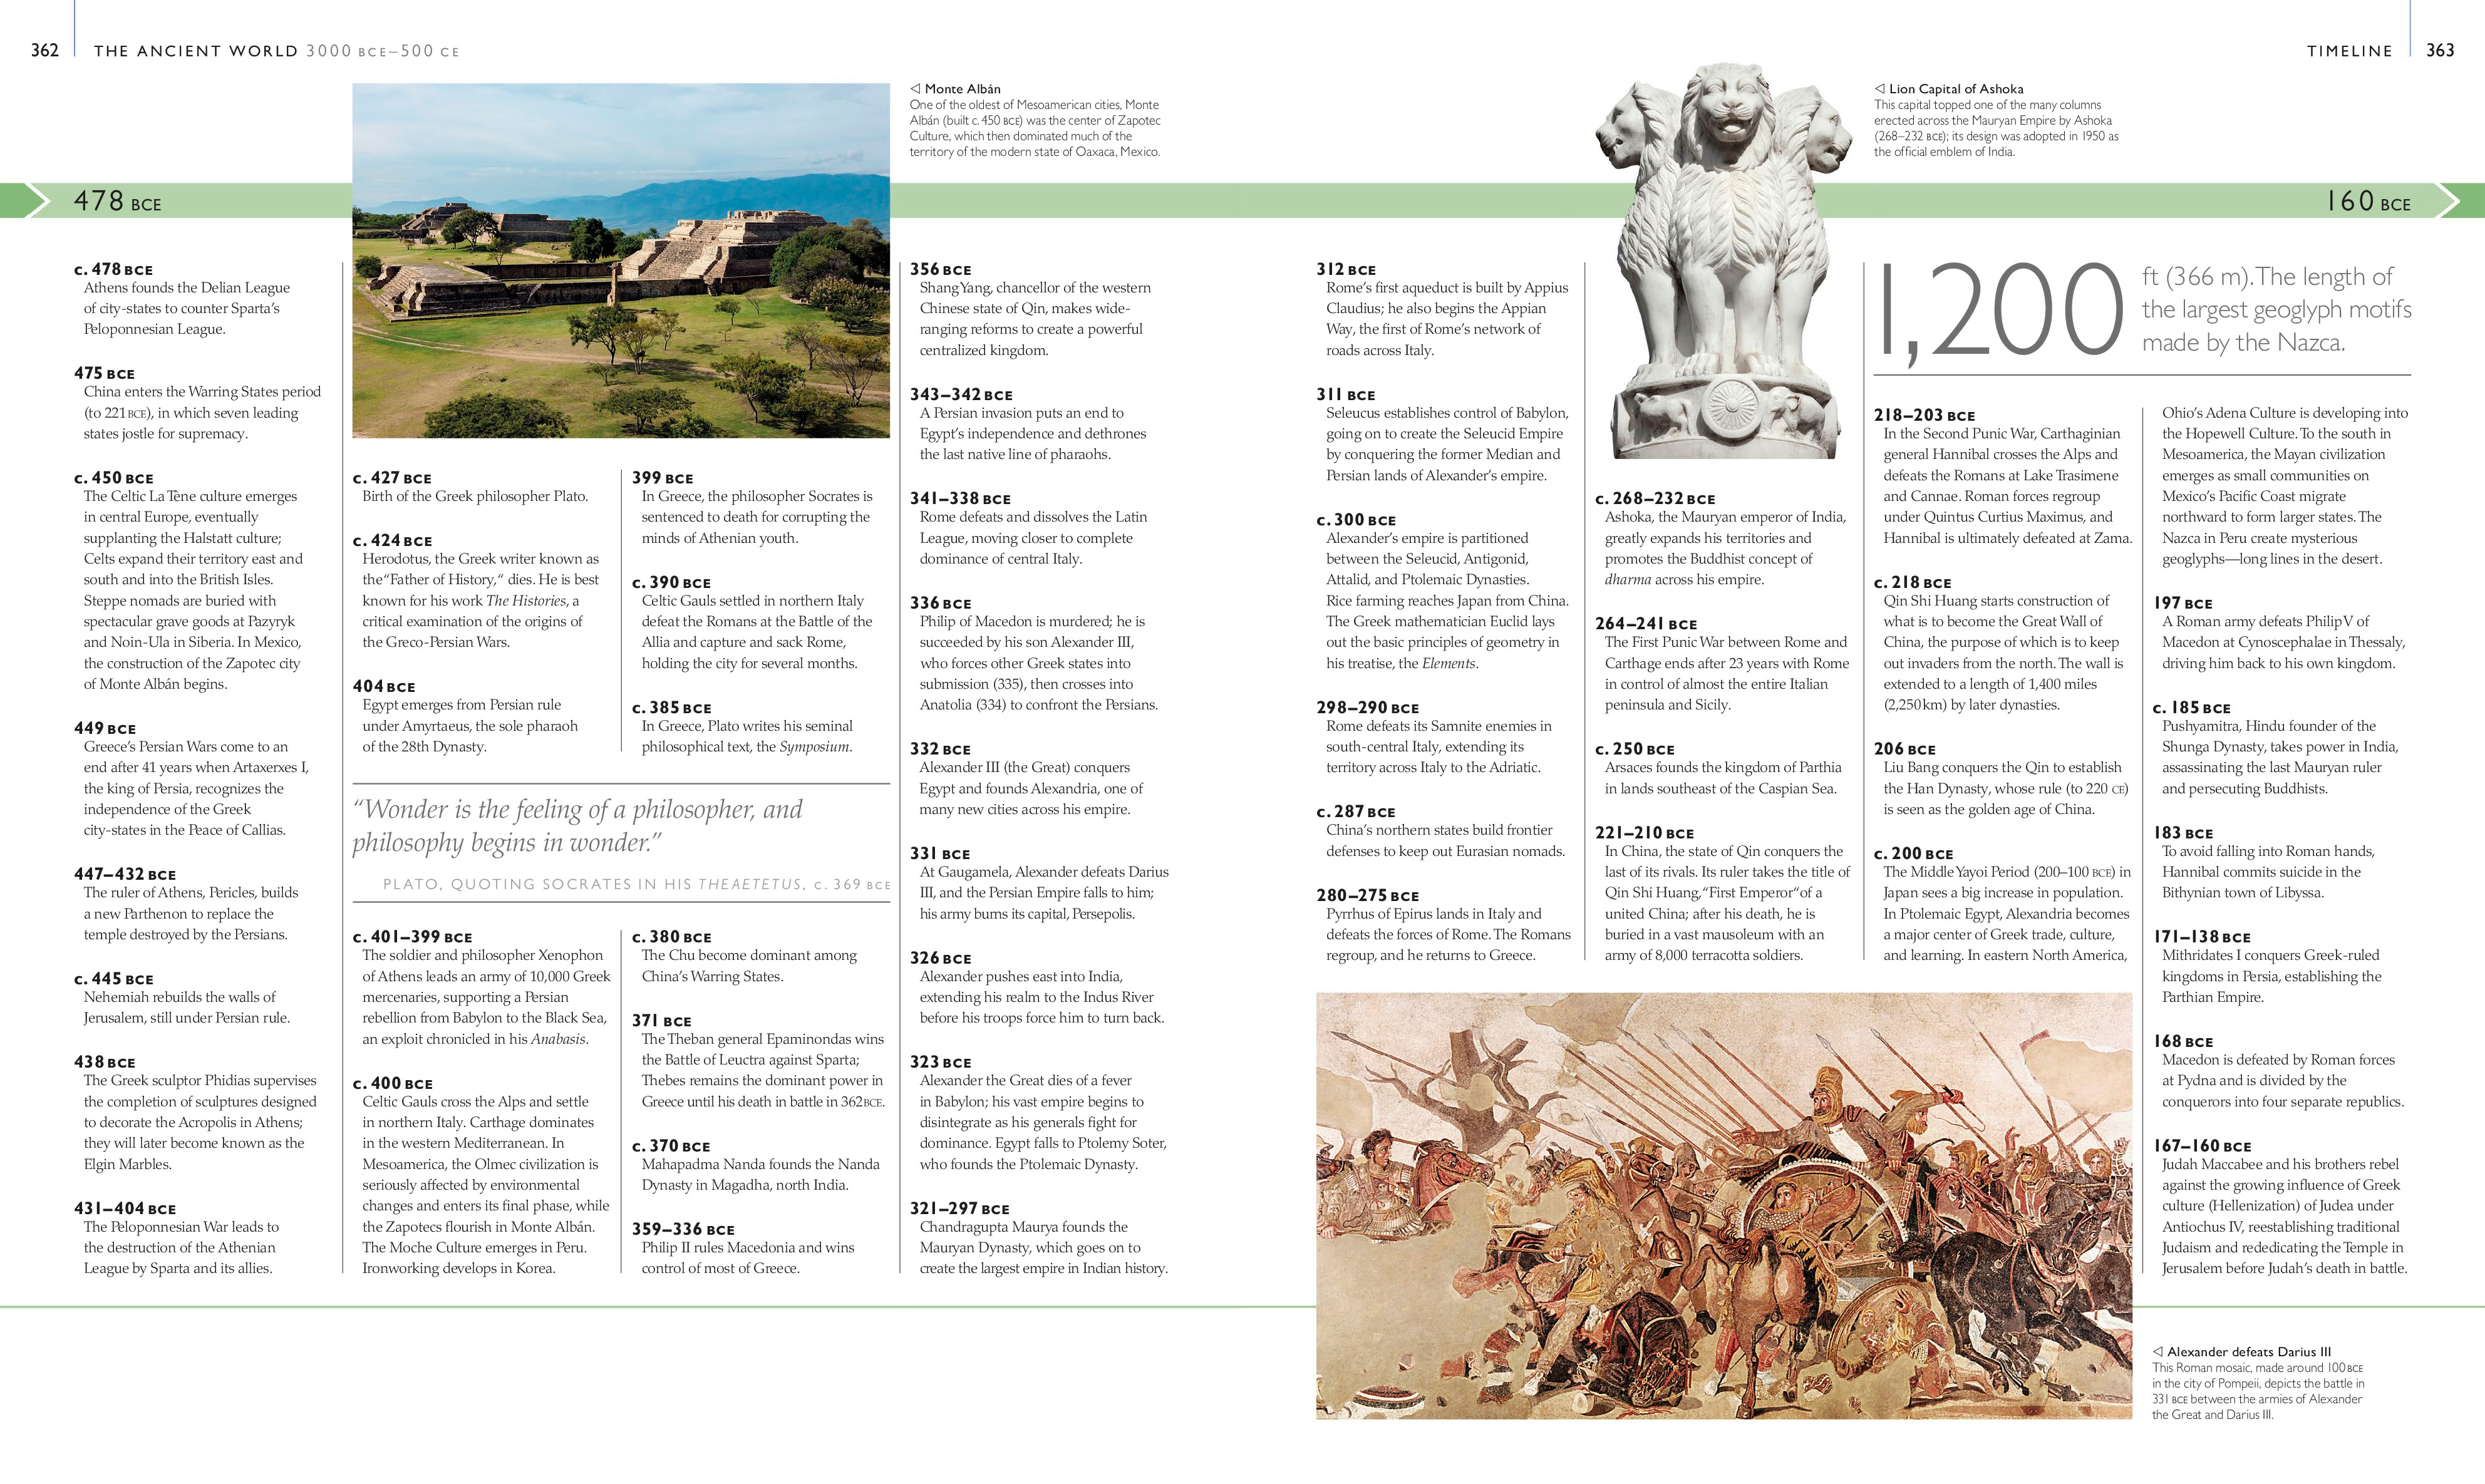 362
THE ANCIENT WORLD 3000 BCE–500 CE
TIMELINE
363
◁ Monte Albán
One of the oldest of Mesoamerican cities, Monte
Albán (built c. 450 BCE) was the center of Zapotec
Culture, which then dominated much of the
territory of the modern state of Oaxaca, Mexico.
◁ Lion Capital of Ashoka
This capital topped one of the many columns
erected across the Mauryan Empire by Ashoka
(268–232 BCE); its design was adopted in 1950 as
the official emblem of India.
478 BCE
160 BCE
c. 478 BCE
Athens founds the Delian League
of city-states to counter Sparta's
Peloponnesian League.
475 BCE
China enters the Warring States period
(to 221 BCE), in which seven leading
states jostle for supremacy.
c. 450 BCE
The Celtic La Tène culture emerges
in central Europe, eventually
supplanting the Halstatt culture;
Celts expand their territory east and
south and into the British Isles.
Steppe nomads are buried with
spectacular grave goods at Pazyryk
and Noin-Ula in Siberia. In Mexico,
the construction of the Zapotec city
of Monte Albán begins.
449 BCE
Greece's Persian Wars come to an
end after 41 years when Artaxerxes I,
the king of Persia, recognizes the
independence of the Greek
city-states in the Peace of Callias.
447–432 BCE
The ruler of Athens, Pericles, builds
a new Parthenon to replace the
temple destroyed by the Persians.
c. 445 BCE
Nehemiah rebuilds the walls of
Jerusalem, still under Persian rule.
438 BCE
The Greek sculptor Phidias supervises
the completion of sculptures designed
to decorate the Acropolis in Athens;
they will later become known as the
Elgin Marbles.
431–404 BCE
The Peloponnesian War leads to
the destruction of the Athenian
League by Sparta and its allies.
c. 427 BCE
Birth of the Greek philosopher Plato.
c. 424 BCE
Herodotus, the Greek writer known as
the "Father of History," dies. He is best
known for his work The Histories, a
critical examination of the origins of
the Greco-Persian Wars.
404 BCE
Egypt emerges from Persian rule
under Amyrtaeus, the sole pharaoh
of the 28th Dynasty.
399 BCE
In Greece, the philosopher Socrates is
sentenced to death for corrupting the
minds of Athenian youth.
c. 390 BCE
Celtic Gauls settled in northern Italy
defeat the Romans at the Battle of the
Allia and capture and sack Rome,
holding the city for several months.
c. 385 BCE
In Greece, Plato writes his seminal
philosophical text, the Symposium.
"Wonder is the feeling of a philosopher, and
philosophy begins in wonder."
PLATO, QUOTING SOCRATES IN HIS THEAETETUS, C. 369 BCE
c. 401–399 BCE
The soldier and philosopher Xenophon
of Athens leads an army of 10,000 Greek
mercenaries, supporting a Persian
rebellion from Babylon to the Black Sea,
an exploit chronicled in his Anabasis.
c. 400 BCE
Celtic Gauls cross the Alps and settle
in northern Italy. Carthage dominates
in the western Mediterranean. In
Mesoamerica, the Olmec civilization is
seriously affected by environmental
changes and enters its final phase, while
the Zapotecs flourish in Monte Albán.
The Moche Culture emerges in Peru.
Ironworking develops in Korea.
c. 380 BCE
The Chu become dominant among
China's Warring States.
371 BCE
The Theban general Epaminondas wins
the Battle of Leuctra against Sparta;
Thebes remains the dominant power in
Greece until his death in battle in 362 BCE.
c. 370 BCE
Mahapadma Nanda founds the Nanda
Dynasty in Magadha, north India.
359–336 BCE
Philip II rules Macedonia and wins
control of most of Greece.
356 BCE
Shang Yang, chancellor of the western
Chinese state of Qin, makes wide-
ranging reforms to create a powerful
centralized kingdom.
343–342 BCE
A Persian invasion puts an end to
Egypt's independence and dethrones
the last native line of pharaohs.
341–338 BCE
Rome defeats and dissolves the Latin
League, moving closer to complete
dominance of central Italy.
336 BCE
Philip of Macedon is murdered; he is
succeeded by his son Alexander III,
who forces other Greek states into
submission (335), then crosses into
Anatolia (334) to confront the Persians.
332 BCE
Alexander III (the Great) conquers
Egypt and founds Alexandria, one of
many new cities across his empire.
331 BCE
At Gaugamela, Alexander defeats Darius
III, and the Persian Empire falls to him;
his army burns its capital, Persepolis.
326 BCE
Alexander pushes east into India,
extending his realm to the Indus River
before his troops force him to turn back.
323 BCE
Alexander the Great dies of a fever
in Babylon; his vast empire begins to
disintegrate as his generals fight for
dominance. Egypt falls to Ptolemy Soter,
who founds the Ptolemaic Dynasty.
321–297 BCE
Chandragupta Maurya founds the
Mauryan Dynasty, which goes on to
create the largest empire in Indian history.
312 BCE
Rome's first aqueduct is built by Appius
Claudius; he also begins the Appian
Way, the first of Rome's network of
roads across Italy.
311 BCE
Seleucus establishes control of Babylon,
going on to create the Seleucid Empire
by conquering the former Median and
Persian lands of Alexander's empire.
c. 300 BCE
Alexander's empire is partitioned
between the Seleucid, Antigonid,
Attalid, and Ptolemaic Dynasties.
Rice farming reaches Japan from China.
The Greek mathematician Euclid lays
out the basic principles of geometry in
his treatise, the Elements.
298–290 BCE
Rome defeats its Samnite enemies in
south-central Italy, extending its
territory across Italy to the Adriatic.
c. 287 BCE
China's northern states build frontier
defenses to keep out Eurasian nomads.
280–275 BCE
Pyrrhus of Epirus lands in Italy and
defeats the forces of Rome. The Romans
regroup, and he returns to Greece.
c. 268–232 BCE
Ashoka, the Mauryan emperor of India,
greatly expands his territories and
promotes the Buddhist concept of
dharma across his empire.
264–241 BCE
The First Punic War between Rome and
Carthage ends after 23 years with Rome
in control of almost the entire Italian
peninsula and Sicily.
c. 250 BCE
Arsaces founds the kingdom of Parthia
in lands southeast of the Caspian Sea.
221–210 BCE
In China, the state of Qin conquers the
last of its rivals. Its ruler takes the title of
Qin Shi Huang, "First Emperor" of a
united China; after his death, he is
buried in a vast mausoleum with an
army of 8,000 terracotta soldiers.
1,200 ft (366 m). The length of
the largest geoglyph motifs
made by the Nazca.
218–203 BCE
In the Second Punic War, Carthaginian
general Hannibal crosses the Alps and
defeats the Romans at Lake Trasimene
and Cannae. Roman forces regroup
under Quintus Curtius Maximus, and
Hannibal is ultimately defeated at Zama.
c. 218 BCE
Qin Shi Huang starts construction of
what is to become the Great Wall of
China, the purpose of which is to keep
out invaders from the north. The wall is
extended to a length of 1,400 miles
(2,250 km) by later dynasties.
206 BCE
Liu Bang conquers the Qin to establish
the Han Dynasty, whose rule (to 220 CE)
is seen as the golden age of China.
c. 200 BCE
The Middle Yayoi Period (200–100 BCE) in
Japan sees a big increase in population.
In Ptolemaic Egypt, Alexandria becomes
a major center of Greek trade, culture,
and learning. In eastern North America,
Ohio's Adena Culture is developing into
the Hopewell Culture. To the south in
Mesoamerica, the Mayan civilization
emerges as small communities on
Mexico's Pacific Coast migrate
northward to form larger states. The
Nazca in Peru create mysterious
geoglyphs—long lines in the desert.
197 BCE
A Roman army defeats Philip V of
Macedon at Cynoscephalae in Thessaly,
driving him back to his own kingdom.
c. 185 BCE
Pushyamitra, Hindu founder of the
Shunga Dynasty, takes power in India,
assassinating the last Mauryan ruler
and persecuting Buddhists.
183 BCE
To avoid falling into Roman hands,
Hannibal commits suicide in the
Bithynian town of Libyssa.
171–138 BCE
Mithridates I conquers Greek-ruled
kingdoms in Persia, establishing the
Parthian Empire.
168 BCE
Macedon is defeated by Roman forces
at Pydna and is divided by the
conquerors into four separate republics.
167–160 BCE
Judah Maccabee and his brothers rebel
against the growing influence of Greek
culture (Hellenization) of Judea under
Antiochus IV, reestablishing traditional
Judaism and rededicating the Temple in
Jerusalem before Judah's death in battle.
◁ Alexander defeats Darius III
This Roman mosaic, made around 100 BCE
in the city of Pompeii, depicts the battle in
331 BCE between the armies of Alexander
the Great and Darius III.